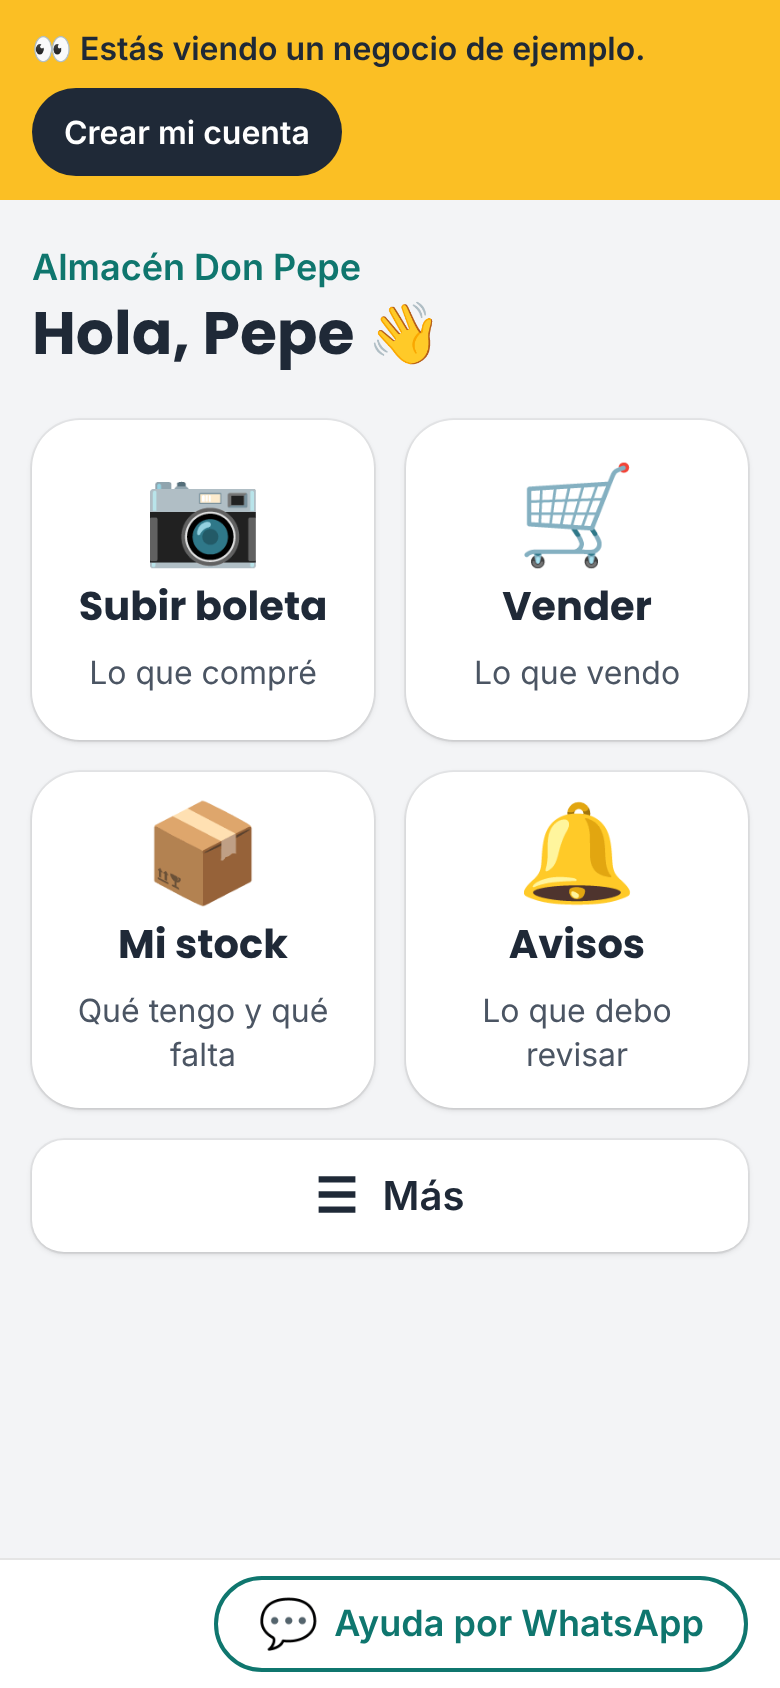 👀 Estás viendo un negocio de ejemplo.
Crear mi cuenta
Almacén Don Pepe
Hola, Pepe 👋
Subir boleta
Lo que compré
Vender
Lo que vendo
Mi stock
Qué tengo y qué
falta
Avisos
Lo que debo
revisar
☰ Más
💬 Ayuda por WhatsApp